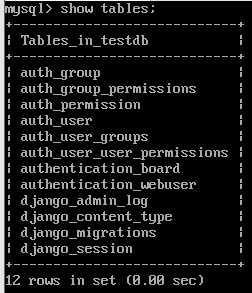 mysql> show tables;
+----------------------------+
| Tables_in_testdb           |
+----------------------------+
| auth_group                 |
| auth_group_permissions     |
| auth_permission            |
| auth_user                  |
| auth_user_groups           |
| auth_user_user_permissions |
| authentication_board       |
| authentication_webuser     |
| django_admin_log           |
| django_content_type        |
| django_migrations          |
| django_session             |
+----------------------------+
12 rows in set (0.00 sec)